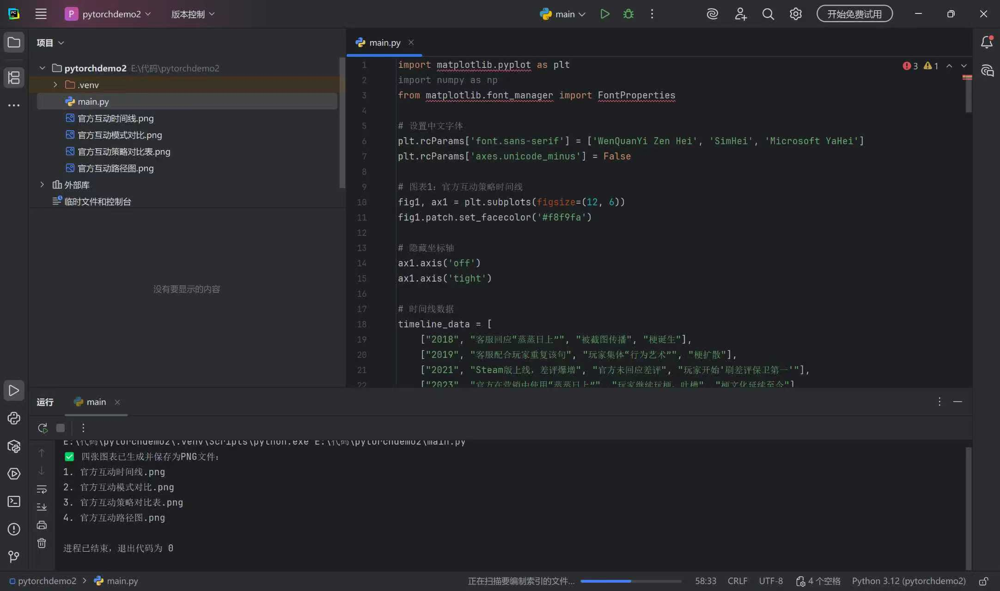 P pytorchdemo2 版本控制 main 开始免费试用
项目
pytorchdemo2 E:\代码\pytorchdemo2
.venv
main.py
官方互动时间线.png
官方互动模式对比.png
官方互动策略对比表.png
官方互动路径图.png
外部库
临时文件和控制台
没有要显示的内容
main.py
3 1
1 import matplotlib.pyplot as plt
2 import numpy as np
3 from matplotlib.font_manager import FontProperties
4
5 # 设置中文字体
6 plt.rcParams['font.sans-serif'] = ['WenQuanYi Zen Hei', 'SimHei', 'Microsoft YaHei']
7 plt.rcParams['axes.unicode_minus'] = False
8
9 # 图表1：官方互动策略时间线
10 fig1, ax1 = plt.subplots(figsize=(12, 6))
11 fig1.patch.set_facecolor('#f8f9fa')
12
13 # 隐藏坐标轴
14 ax1.axis('off')
15 ax1.axis('tight')
16
17 # 时间线数据
18 timeline_data = [
19 ["2018", "客服回应“蒸蒸日上”", "被截图传播", "梗诞生"],
20 ["2019", "客服配合玩家重复该句", "玩家集体“行为艺术”", "梗扩散"],
21 ["2021", "Steam版上线，差评爆增", "官方未回应差评", "玩家开始'刷差评保卫第一'"],
22 ["2023", "官方在营销中使用“蒸蒸日上”", "玩家继续玩梗，吐槽", "梗文化延续至今"]
运行 main
E:\代码\pytorchdemo2\.venv\Scripts\python.exe E:\代码\pytorchdemo2\main.py
✅ 四张图表已生成并保存为PNG文件：
1. 官方互动时间线.png
2. 官方互动模式对比.png
3. 官方互动策略对比表.png
4. 官方互动路径图.png
进程已结束，退出代码为 0
pytorchdemo2 > main.py 正在扫描要编制索引的文件... 58:33 CRLF UTF-8 4 个空格 Python 3.12 (pytorchdemo2)